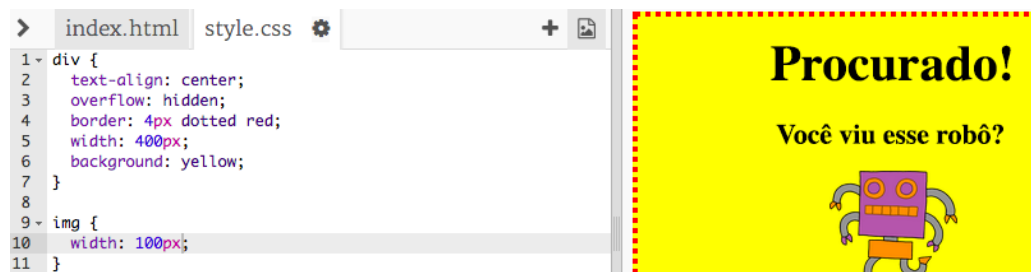 index.html style.css
1 div {
2 text-align: center;
3 overflow: hidden;
4 border: 4px dotted red;
5 width: 400px;
6 background: yellow;
7 }
8
9 img {
10 width: 100px;
11 }
Procurado!
Você viu esse robô?